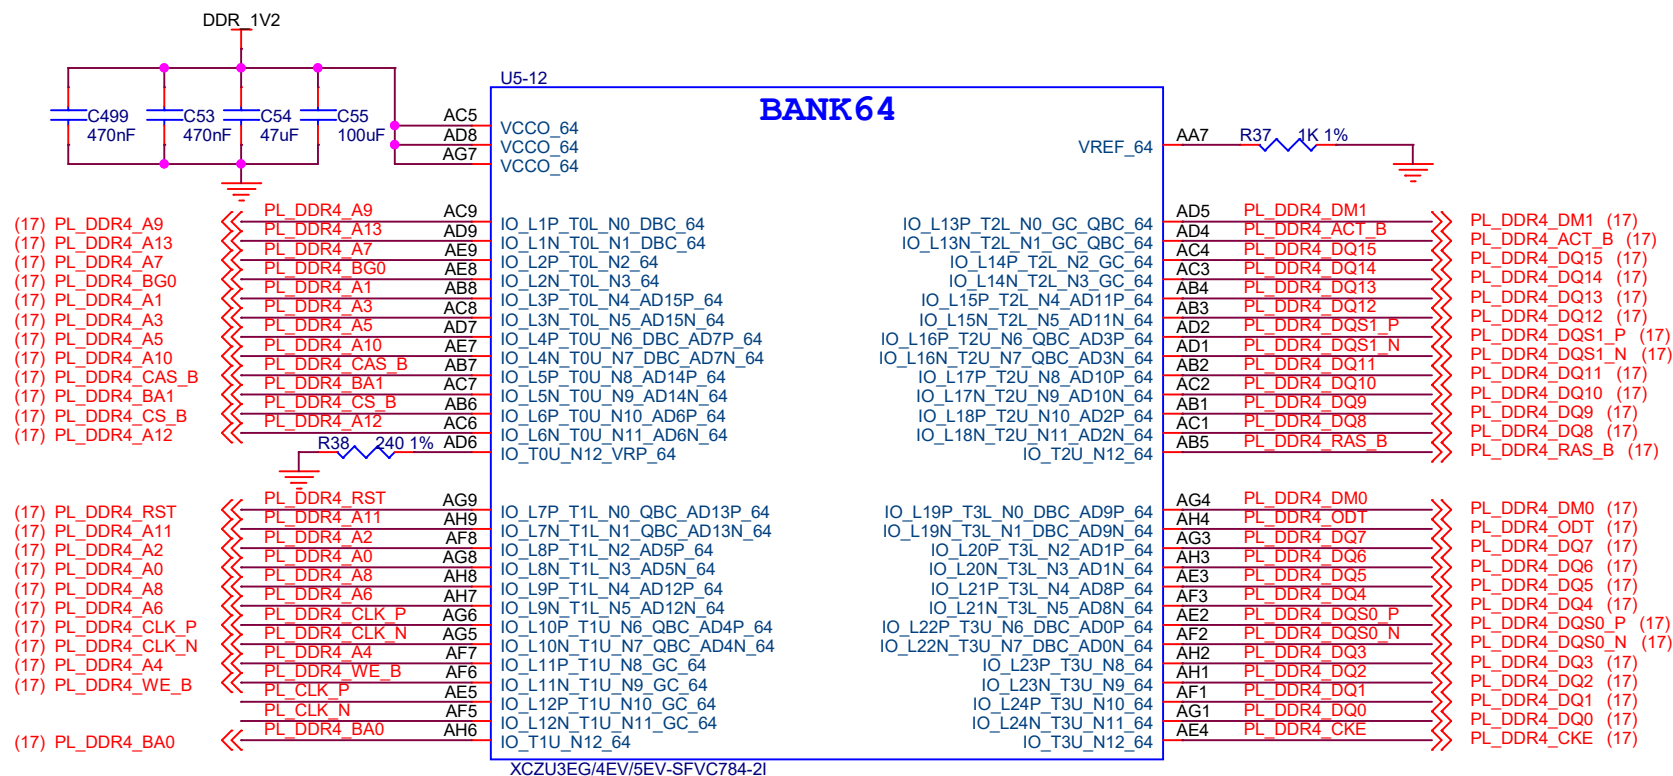 DDR_1V2
C499
470nF
C53
470nF
C54
47uF
C55
100uF
U5-12
BANK64
AC5 VCCO_64
AD8 VCCO_64
AG7 VCCO_64
VREF_64 AA7 R37 1K 1%
(17) PL_DDR4_A9 PL_DDR4_A9 AC9 IO_L1P_T0L_N0_DBC_64
(17) PL_DDR4_A13 PL_DDR4_A13 AD9 IO_L1N_T0L_N1_DBC_64
(17) PL_DDR4_A7 PL_DDR4_A7 AE9 IO_L2P_T0L_N2_64
(17) PL_DDR4_BG0 PL_DDR4_BG0 AE8 IO_L2N_T0L_N3_64
(17) PL_DDR4_A1 PL_DDR4_A1 AB8 IO_L3P_T0L_N4_AD15P_64
(17) PL_DDR4_A3 PL_DDR4_A3 AC8 IO_L3N_T0L_N5_AD15N_64
(17) PL_DDR4_A5 PL_DDR4_A5 AD7 IO_L4P_T0U_N6_DBC_AD7P_64
(17) PL_DDR4_A10 PL_DDR4_A10 AE7 IO_L4N_T0U_N7_DBC_AD7N_64
(17) PL_DDR4_CAS_B PL_DDR4_CAS_B AB7 IO_L5P_T0U_N8_AD14P_64
(17) PL_DDR4_BA1 PL_DDR4_BA1 AC7 IO_L5N_T0U_N9_AD14N_64
(17) PL_DDR4_CS_B PL_DDR4_CS_B AB6 IO_L6P_T0U_N10_AD6P_64
(17) PL_DDR4_A12 PL_DDR4_A12 AC6 IO_L6N_T0U_N11_AD6N_64
R38 240 1% AD6 IO_T0U_N12_VRP_64
(17) PL_DDR4_RST PL_DDR4_RST AG9 IO_L7P_T1L_N0_QBC_AD13P_64
(17) PL_DDR4_A11 PL_DDR4_A11 AH9 IO_L7N_T1L_N1_QBC_AD13N_64
(17) PL_DDR4_A2 PL_DDR4_A2 AF8 IO_L8P_T1L_N2_AD5P_64
(17) PL_DDR4_A0 PL_DDR4_A0 AG8 IO_L8N_T1L_N3_AD5N_64
(17) PL_DDR4_A8 PL_DDR4_A8 AH8 IO_L9P_T1L_N4_AD12P_64
(17) PL_DDR4_A6 PL_DDR4_A6 AH7 IO_L9N_T1L_N5_AD12N_64
(17) PL_DDR4_CLK_P PL_DDR4_CLK_P AG6 IO_L10P_T1U_N6_QBC_AD4P_64
(17) PL_DDR4_CLK_N PL_DDR4_CLK_N AG5 IO_L10N_T1U_N7_QBC_AD4N_64
(17) PL_DDR4_A4 PL_DDR4_A4 AF7 IO_L11P_T1U_N8_GC_64
(17) PL_DDR4_WE_B PL_DDR4_WE_B AF6 IO_L11N_T1U_N9_GC_64
PL_CLK_P AE5 IO_L12P_T1U_N10_GC_64
PL_CLK_N AF5 IO_L12N_T1U_N11_GC_64
(17) PL_DDR4_BA0 PL_DDR4_BA0 AH6 IO_T1U_N12_64
IO_L13P_T2L_N0_GC_QBC_64 AD5 PL_DDR4_DM1 PL_DDR4_DM1 (17)
IO_L13N_T2L_N1_GC_QBC_64 AD4 PL_DDR4_ACT_B PL_DDR4_ACT_B (17)
IO_L14P_T2L_N2_GC_64 AC4 PL_DDR4_DQ15 PL_DDR4_DQ15 (17)
IO_L14N_T2L_N3_GC_64 AC3 PL_DDR4_DQ14 PL_DDR4_DQ14 (17)
IO_L15P_T2L_N4_AD11P_64 AB4 PL_DDR4_DQ13 PL_DDR4_DQ13 (17)
IO_L15N_T2L_N5_AD11N_64 AB3 PL_DDR4_DQ12 PL_DDR4_DQ12 (17)
IO_L16P_T2U_N6_QBC_AD3P_64 AD2 PL_DDR4_DQS1_P PL_DDR4_DQS1_P (17)
IO_L16N_T2U_N7_QBC_AD3N_64 AD1 PL_DDR4_DQS1_N PL_DDR4_DQS1_N (17)
IO_L17P_T2U_N8_AD10P_64 AB2 PL_DDR4_DQ11 PL_DDR4_DQ11 (17)
IO_L17N_T2U_N9_AD10N_64 AC2 PL_DDR4_DQ10 PL_DDR4_DQ10 (17)
IO_L18P_T2U_N10_AD2P_64 AB1 PL_DDR4_DQ9 PL_DDR4_DQ9 (17)
IO_L18N_T2U_N11_AD2N_64 AC1 PL_DDR4_DQ8 PL_DDR4_DQ8 (17)
IO_T2U_N12_64 AB5 PL_DDR4_RAS_B PL_DDR4_RAS_B (17)
IO_L19P_T3L_N0_DBC_AD9P_64 AG4 PL_DDR4_DM0 PL_DDR4_DM0 (17)
IO_L19N_T3L_N1_DBC_AD9N_64 AH4 PL_DDR4_ODT PL_DDR4_ODT (17)
IO_L20P_T3L_N2_AD1P_64 AG3 PL_DDR4_DQ7 PL_DDR4_DQ7 (17)
IO_L20N_T3L_N3_AD1N_64 AH3 PL_DDR4_DQ6 PL_DDR4_DQ6 (17)
IO_L21P_T3L_N4_AD8P_64 AE3 PL_DDR4_DQ5 PL_DDR4_DQ5 (17)
IO_L21N_T3L_N5_AD8N_64 AF3 PL_DDR4_DQ4 PL_DDR4_DQ4 (17)
IO_L22P_T3U_N6_DBC_AD0P_64 AE2 PL_DDR4_DQS0_P PL_DDR4_DQS0_P (17)
IO_L22N_T3U_N7_DBC_AD0N_64 AF2 PL_DDR4_DQS0_N PL_DDR4_DQS0_N (17)
IO_L23P_T3U_N8_64 AH2 PL_DDR4_DQ3 PL_DDR4_DQ3 (17)
IO_L23N_T3U_N9_64 AH1 PL_DDR4_DQ2 PL_DDR4_DQ2 (17)
IO_L24P_T3U_N10_64 AF1 PL_DDR4_DQ1 PL_DDR4_DQ1 (17)
IO_L24N_T3U_N11_64 AG1 PL_DDR4_DQ0 PL_DDR4_DQ0 (17)
IO_T3U_N12_64 AE4 PL_DDR4_CKE PL_DDR4_CKE (17)
XCZU3EG/4EV/5EV-SFVC784-2I